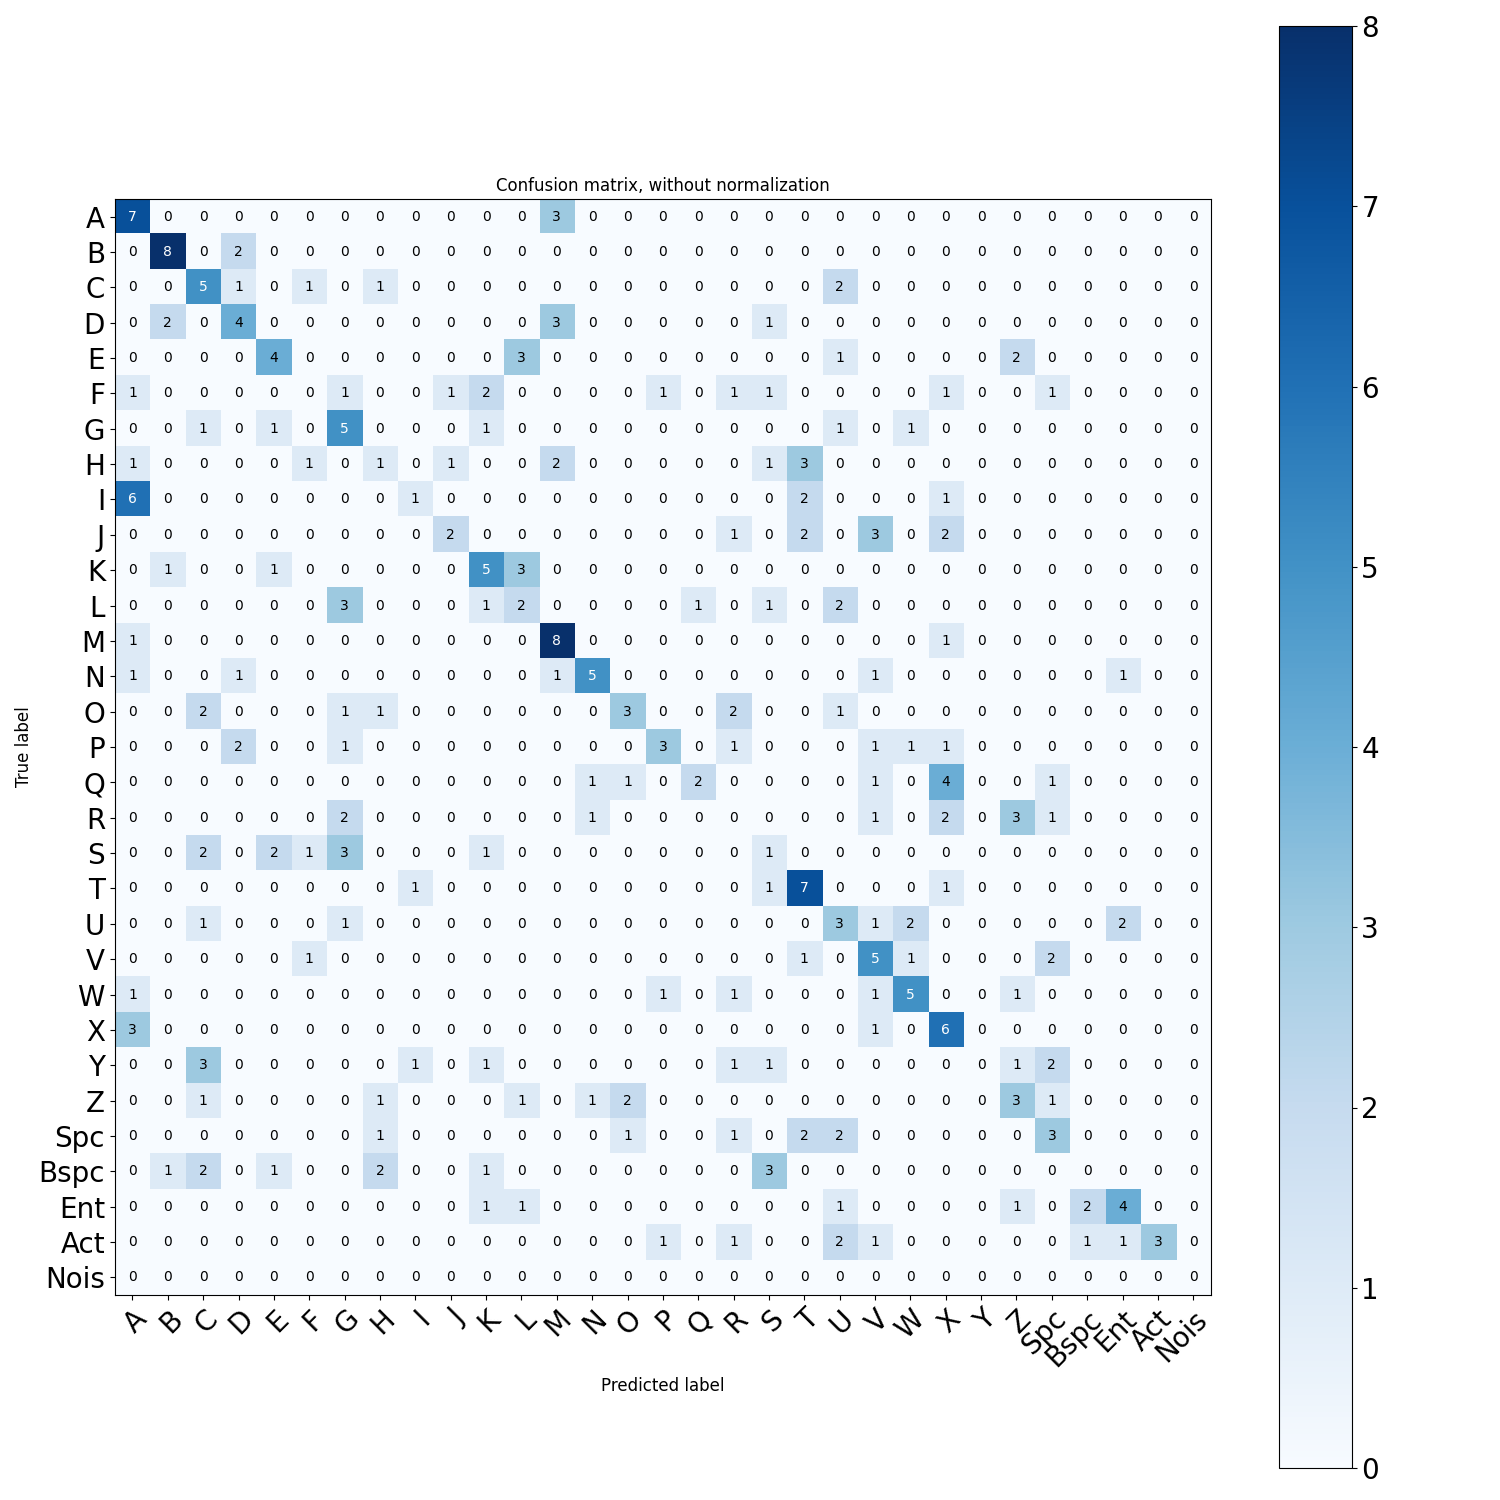 Confusion matrix, without normalization
A 7 0 0 0 0 0 0 0 0 0 0 0 3 0 0 0 0 0 0 0 0 0 0 0 0 0 0 0 0 0 0
B 0 8 0 2 0 0 0 0 0 0 0 0 0 0 0 0 0 0 0 0 0 0 0 0 0 0 0 0 0 0 0
C 0 0 5 1 0 1 0 1 0 0 0 0 0 0 0 0 0 0 0 0 2 0 0 0 0 0 0 0 0 0 0
D 0 2 0 4 0 0 0 0 0 0 0 0 3 0 0 0 0 0 1 0 0 0 0 0 0 0 0 0 0 0 0
E 0 0 0 0 4 0 0 0 0 0 0 3 0 0 0 0 0 0 0 0 1 0 0 0 0 2 0 0 0 0 0
F 1 0 0 0 0 0 1 0 0 1 2 0 0 0 0 1 0 1 1 0 0 0 0 1 0 0 1 0 0 0 0
G 0 0 1 0 1 0 5 0 0 0 1 0 0 0 0 0 0 0 0 0 1 0 1 0 0 0 0 0 0 0 0
H 1 0 0 0 0 1 0 1 0 1 0 0 2 0 0 0 0 0 1 3 0 0 0 0 0 0 0 0 0 0 0
I 6 0 0 0 0 0 0 0 1 0 0 0 0 0 0 0 0 0 0 2 0 0 0 1 0 0 0 0 0 0 0
J 0 0 0 0 0 0 0 0 0 2 0 0 0 0 0 0 0 1 0 2 0 3 0 2 0 0 0 0 0 0 0
K 0 1 0 0 1 0 0 0 0 0 5 3 0 0 0 0 0 0 0 0 0 0 0 0 0 0 0 0 0 0 0
L 0 0 0 0 0 0 3 0 0 0 1 2 0 0 0 0 1 0 1 0 2 0 0 0 0 0 0 0 0 0 0
M 1 0 0 0 0 0 0 0 0 0 0 0 8 0 0 0 0 0 0 0 0 0 0 1 0 0 0 0 0 0 0
N 1 0 0 1 0 0 0 0 0 0 0 0 1 5 0 0 0 0 0 0 0 1 0 0 0 0 0 0 1 0 0
O 0 0 2 0 0 0 1 1 0 0 0 0 0 0 3 0 0 2 0 0 1 0 0 0 0 0 0 0 0 0 0
P 0 0 0 2 0 0 1 0 0 0 0 0 0 0 0 3 0 1 0 0 0 1 1 1 0 0 0 0 0 0 0
Q 0 0 0 0 0 0 0 0 0 0 0 0 0 1 1 0 2 0 0 0 0 1 0 4 0 0 1 0 0 0 0
R 0 0 0 0 0 0 2 0 0 0 0 0 0 1 0 0 0 0 0 0 0 1 0 2 0 3 1 0 0 0 0
S 0 0 2 0 2 1 3 0 0 0 1 0 0 0 0 0 0 0 1 0 0 0 0 0 0 0 0 0 0 0 0
T 0 0 0 0 0 0 0 0 1 0 0 0 0 0 0 0 0 0 1 7 0 0 0 1 0 0 0 0 0 0 0
U 0 0 1 0 0 0 1 0 0 0 0 0 0 0 0 0 0 0 0 0 3 1 2 0 0 0 0 0 2 0 0
V 0 0 0 0 0 1 0 0 0 0 0 0 0 0 0 0 0 0 0 1 0 5 1 0 0 0 2 0 0 0 0
W 1 0 0 0 0 0 0 0 0 0 0 0 0 0 0 1 0 1 0 0 0 1 5 0 0 1 0 0 0 0 0
X 3 0 0 0 0 0 0 0 0 0 0 0 0 0 0 0 0 0 0 0 0 1 0 6 0 0 0 0 0 0 0
Y 0 0 3 0 0 0 0 0 1 0 1 0 0 0 0 0 0 1 1 0 0 0 0 0 0 1 2 0 0 0 0
Z 0 0 1 0 0 0 0 1 0 0 0 1 0 1 2 0 0 0 0 0 0 0 0 0 0 3 1 0 0 0 0
Spc 0 0 0 0 0 0 0 1 0 0 0 0 0 0 1 0 0 1 0 2 2 0 0 0 0 0 3 0 0 0 0
Bspc 0 1 2 0 1 0 0 2 0 0 1 0 0 0 0 0 0 0 3 0 0 0 0 0 0 0 0 0 0 0 0
Ent 0 0 0 0 0 0 0 0 0 0 1 1 0 0 0 0 0 0 0 0 1 0 0 0 0 1 0 2 4 0 0
Act 0 0 0 0 0 0 0 0 0 0 0 0 0 0 0 1 0 1 0 0 2 1 0 0 0 0 0 1 1 3 0
Nois 0 0 0 0 0 0 0 0 0 0 0 0 0 0 0 0 0 0 0 0 0 0 0 0 0 0 0 0 0 0 0
A B C D E F G H I J K L M N O P Q R S T U V W X Y Z Spc Bspc Ent Act Nois
Predicted label
True label
8
7
6
5
4
3
2
1
0